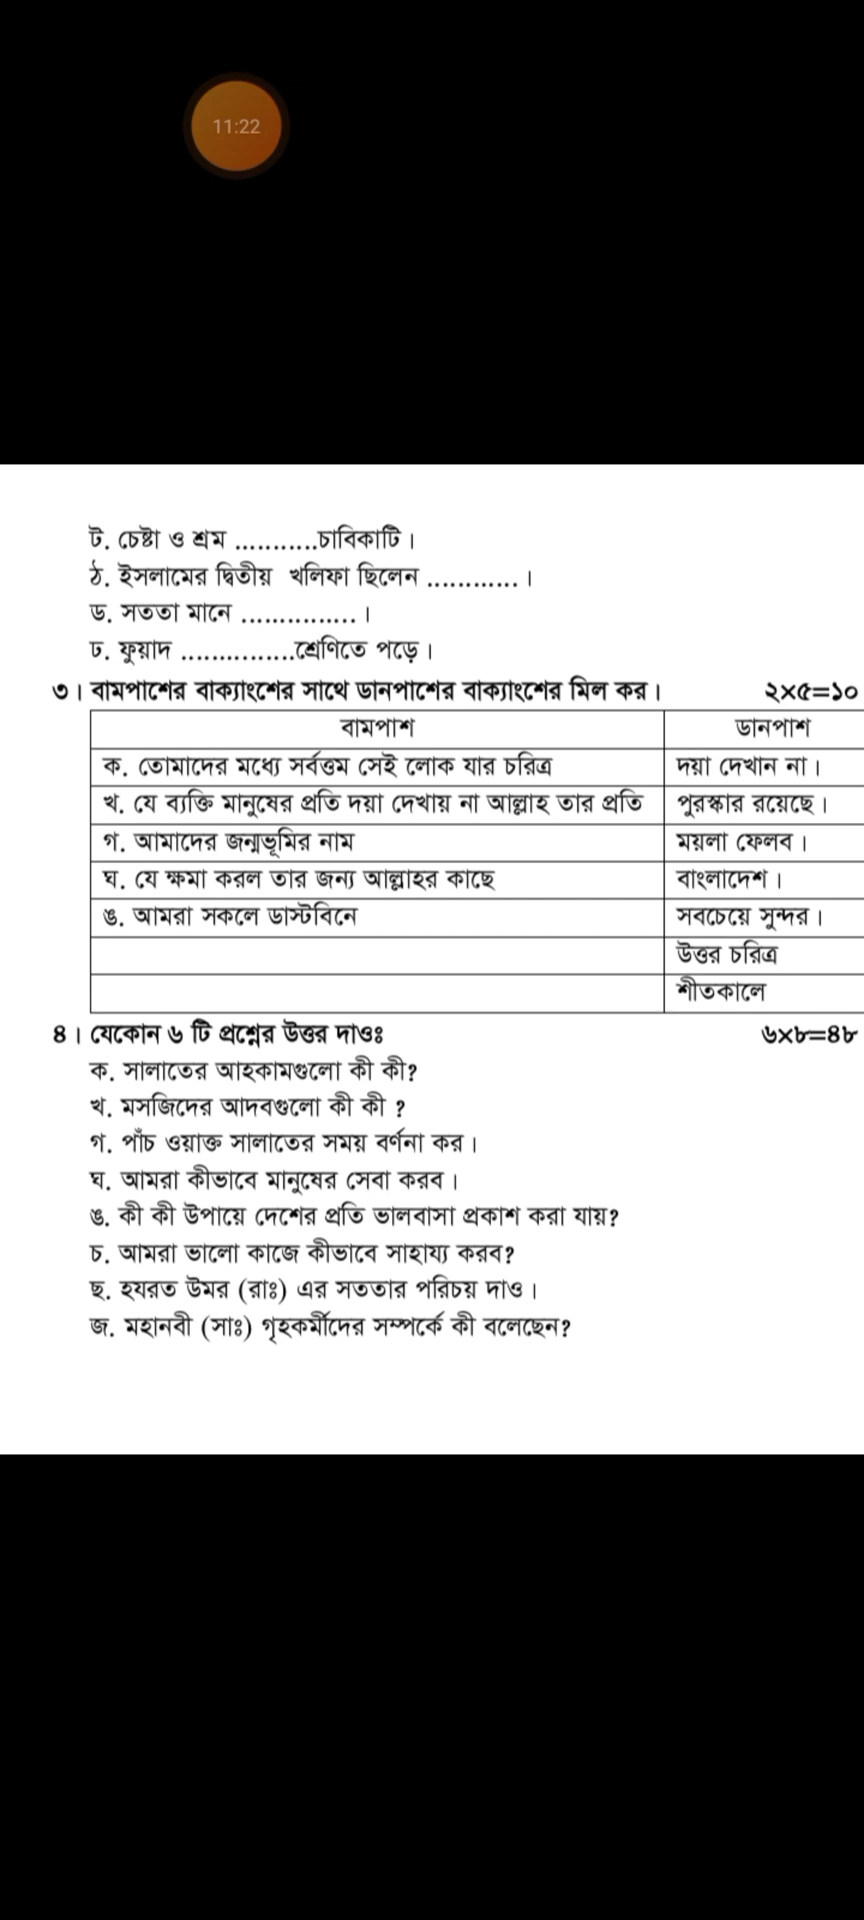 11:22
ট. চেষ্টা ও শ্রম ...........চাবিকাটি।
ঠ. ইসলামের দ্বিতীয় খলিফা ছিলেন ............।
ড. সততা মানে ...............।
ঢ. ফুয়াদ ...............শ্রেণিতে পড়ে।
৩। বামপাশের বাক্যাংশের সাথে ডানপাশের বাক্যাংশের মিল কর। ২×৫=১০
বামপাশ ডানপাশ
ক. তোমাদের মধ্যে সর্বত্তম সেই লোক যার চরিত্র দয়া দেখান না।
খ. যে ব্যক্তি মানুষের প্রতি দয়া দেখায় না আল্লাহ তার প্রতি পুরস্কার রয়েছে।
গ. আমাদের জন্মভূমির নাম ময়লা ফেলব।
ঘ. যে ক্ষমা করল তার জন্য আল্লাহর কাছে বাংলাদেশ।
ঙ. আমরা সকলে ডাস্টবিনে সবচেয়ে সুন্দর।
উত্তর চরিত্র
শীতকালে
৪। যেকোন ৬ টি প্রশ্নের উত্তর দাওঃ ৬×৮=৪৮
ক. সালাতের আহকামগুলো কী কী?
খ. মসজিদের আদবগুলো কী কী ?
গ. পাঁচ ওয়াক্ত সালাতের সময় বর্ণনা কর।
ঘ. আমরা কীভাবে মানুষের সেবা করব।
ঙ. কী কী উপায়ে দেশের প্রতি ভালবাসা প্রকাশ করা যায়?
চ. আমরা ভালো কাজে কীভাবে সাহায্য করব?
ছ. হযরত উমর (রাঃ) এর সততার পরিচয় দাও।
জ. মহানবী (সাঃ) গৃহকর্মীদের সম্পর্কে কী বলেছেন?